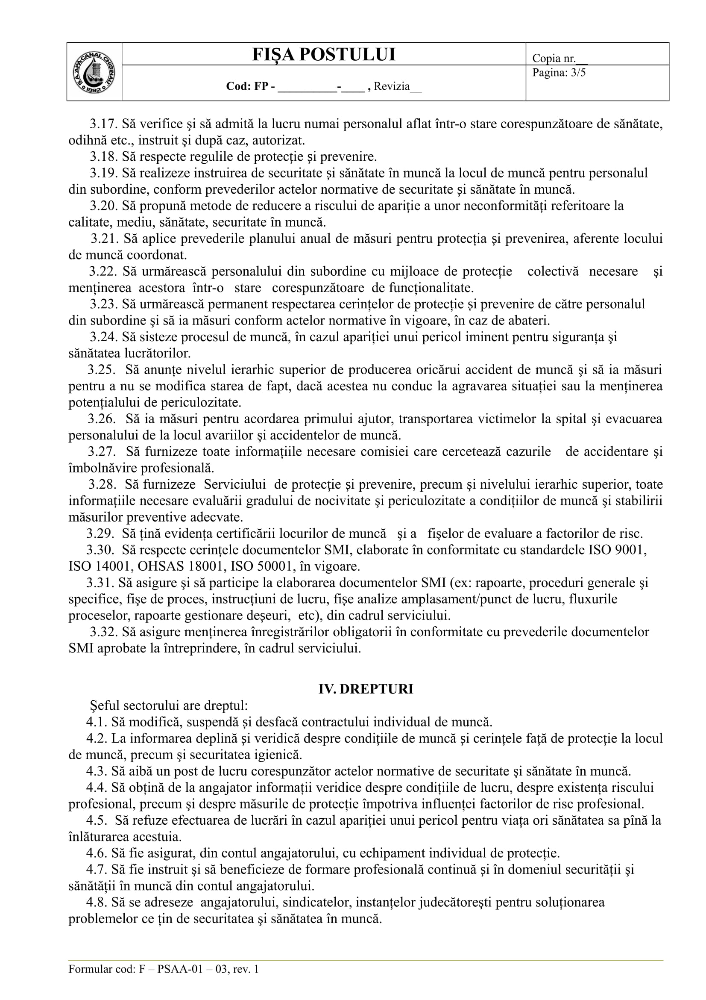 S.A. "APĂ-CANAL CHIȘINĂU"
1892
FIȘA POSTULUI
Copia nr.__
Cod: FP - __________-____ , Revizia__
Pagina: 3/5
3.17. Să verifice şi să admită la lucru numai personalul aflat într-o stare corespunzătoare de sănătate,
odihnă etc., instruit şi după caz, autorizat.
3.18. Să respecte regulile de protecție și prevenire.
3.19. Să realizeze instruirea de securitate și sănătate în muncă la locul de muncă pentru personalul
din subordine, conform prevederilor actelor normative de securitate și sănătate în muncă.
3.20. Să propună metode de reducere a riscului de apariție a unor neconformități referitoare la
calitate, mediu, sănătate, securitate în muncă.
3.21. Să aplice prevederile planului anual de măsuri pentru protecția și prevenirea, aferente locului
de muncă coordonat.
3.22. Să urmărească personalului din subordine cu mijloace de protecție colectivă necesare şi
menținerea acestora într-o stare corespunzătoare de funcționalitate.
3.23. Să urmărească permanent respectarea cerințelor de protecție și prevenire de către personalul
din subordine şi să ia măsuri conform actelor normative în vigoare, în caz de abateri.
3.24. Să sisteze procesul de muncă, în cazul apariției unui pericol iminent pentru siguranța şi
sănătatea lucrătorilor.
3.25. Să anunțe nivelul ierarhic superior de producerea oricărui accident de muncă şi să ia măsuri
pentru a nu se modifica starea de fapt, dacă acestea nu conduc la agravarea situației sau la menținerea
potențialului de periculozitate.
3.26. Să ia măsuri pentru acordarea primului ajutor, transportarea victimelor la spital şi evacuarea
personalului de la locul avariilor şi accidentelor de muncă.
3.27. Să furnizeze toate informațiile necesare comisiei care cercetează cazurile de accidentare şi
îmbolnăvire profesională.
3.28. Să furnizeze Serviciului de protecție și prevenire, precum şi nivelului ierarhic superior, toate
informațiile necesare evaluării gradului de nocivitate şi periculozitate a condițiilor de muncă şi stabilirii
măsurilor preventive adecvate.
3.29. Să țină evidența certificării locurilor de muncă şi a fişelor de evaluare a factorilor de risc.
3.30. Să respecte cerințele documentelor SMI, elaborate în conformitate cu standardele ISO 9001,
ISO 14001, OHSAS 18001, ISO 50001, în vigoare.
3.31. Să asigure şi să participe la elaborarea documentelor SMI (ex: rapoarte, proceduri generale şi
specifice, fişe de proces, instrucțiuni de lucru, fișe analize amplasament/punct de lucru, fluxurile
proceselor, rapoarte gestionare deșeuri, etc), din cadrul serviciului.
3.32. Să asigure menținerea înregistrărilor obligatorii în conformitate cu prevederile documentelor
SMI aprobate la întreprindere, în cadrul serviciului.
IV. DREPTURI
Şeful sectorului are dreptul:
4.1. Să modifică, suspendă și desfacă contractului individual de muncă.
4.2. La informarea deplină și veridică despre condițiile de muncă și cerințele față de protecție la locul
de muncă, precum şi securitatea igienică.
4.3. Să aibă un post de lucru corespunzător actelor normative de securitate şi sănătate în muncă.
4.4. Să obțină de la angajator informații veridice despre condițiile de lucru, despre existența riscului
profesional, precum şi despre măsurile de protecție împotriva influenței factorilor de risc profesional.
4.5. Să refuze efectuarea de lucrări în cazul apariției unui pericol pentru viața ori sănătatea sa pînă la
înlăturarea acestuia.
4.6. Să fie asigurat, din contul angajatorului, cu echipament individual de protecție.
4.7. Să fie instruit şi să beneficieze de formare profesională continuă și în domeniul securității şi
sănătății în muncă din contul angajatorului.
4.8. Să se adreseze angajatorului, sindicatelor, instanțelor judecătoreşti pentru soluționarea
problemelor ce țin de securitatea şi sănătatea în muncă.
Formular cod: F – PSAA-01 – 03, rev. 1